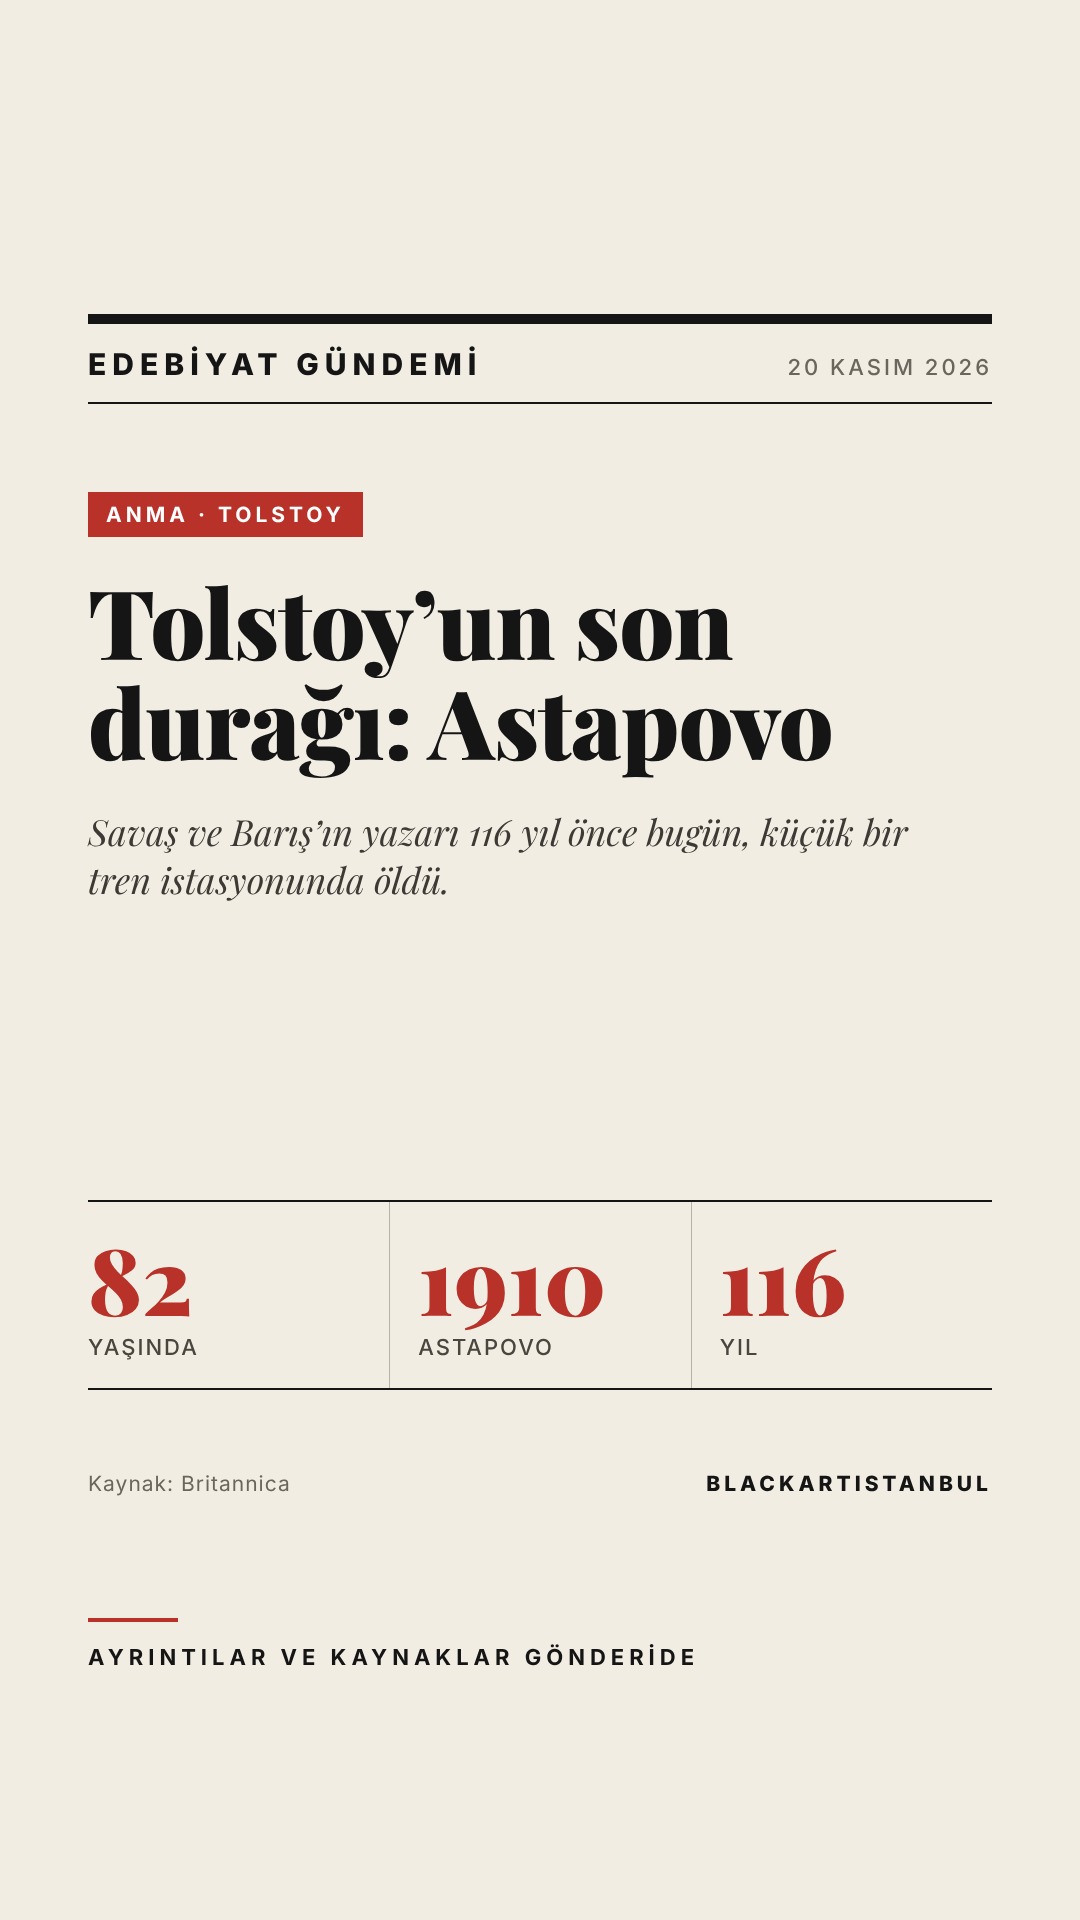 EDEBİYAT GÜNDEMİ
20 KASIM 2026
ANMA · TOLSTOY
Tolstoy’un son
durağı: Astapovo
Savaş ve Barış’ın yazarı 116 yıl önce bugün, küçük bir
tren istasyonunda öldü.
82
YAŞINDA
1910
ASTAPOVO
116
YIL
Kaynak: Britannica
BLACKARTISTANBUL
AYRINTILAR VE KAYNAKLAR GÖNDERİDE